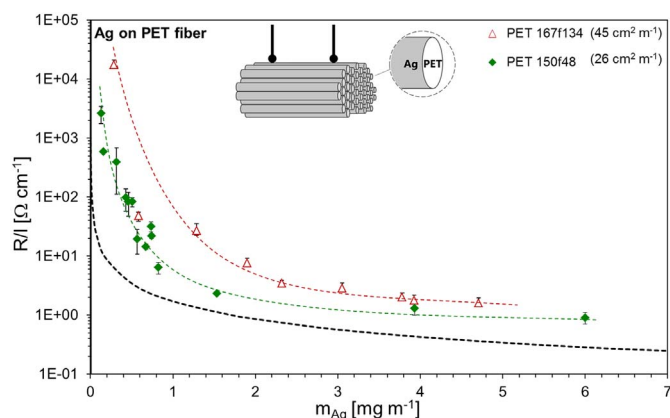 Ag on PET fiber
Ag PET
PET 167f134 (45 cm² m⁻¹)
PET 150f48 (26 cm² m⁻¹)
1E+05
1E+04
1E+03
1E+02
1E+01
1E+00
1E-01
R/l [Ω cm⁻¹]
0 1 2 3 4 5 6 7
m_Ag [mg m⁻¹]